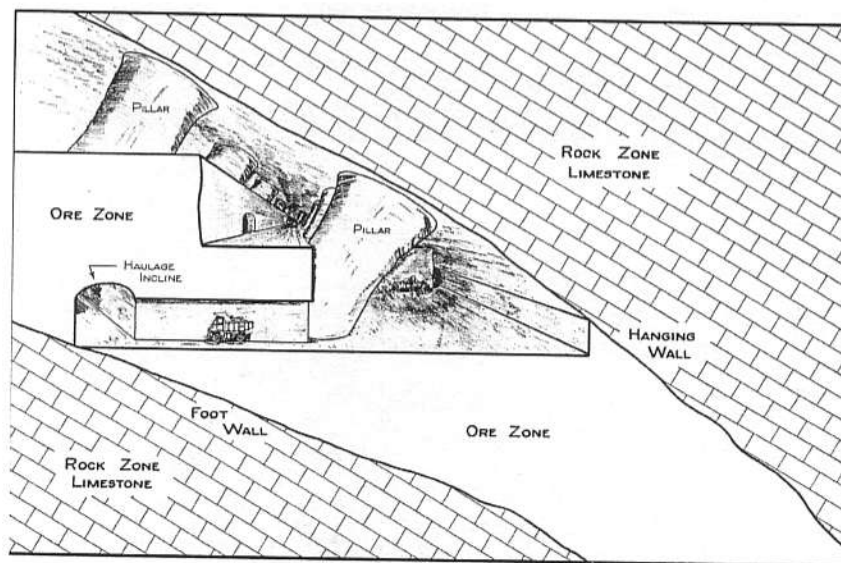 PILLAR
ROCK ZONE
LIMESTONE
ORE ZONE
PILLAR
HAULAGE
INCLINE
HANGING
WALL
FOOT
WALL
ORE ZONE
ROCK ZONE
LIMESTONE